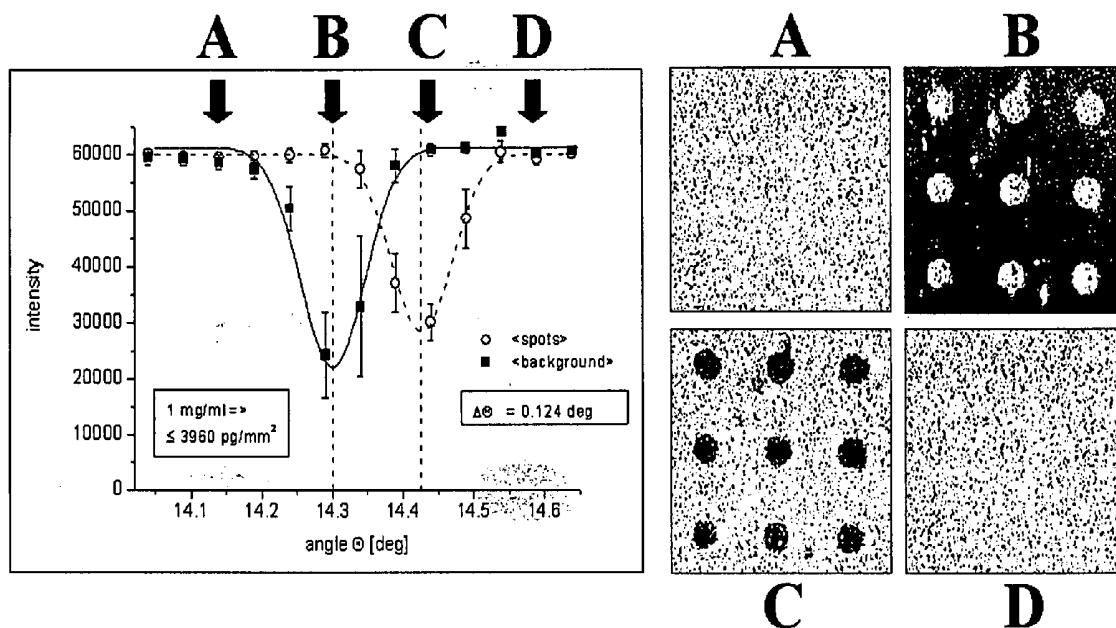 A B C D
60000
50000
40000
30000
20000
10000
0
intensity
14.1 14.2 14.3 14.4 14.5 14.6
angle Θ [deg]
<spots>
<background>
1 mg/ml =>
≤ 3960 pg/mm²
ΔΘ = 0.124 deg
A B
C D